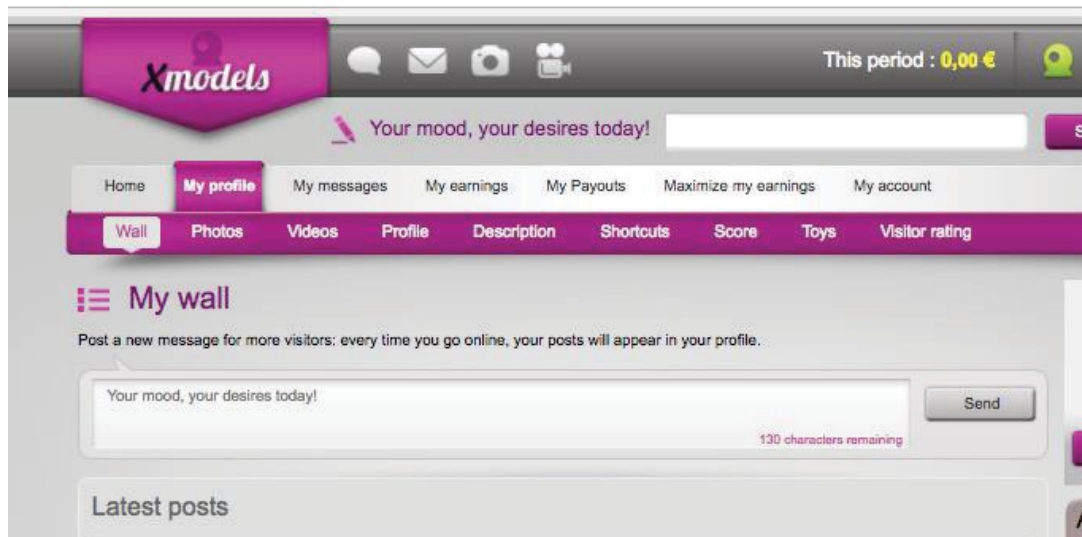 Xmodels
This period : 0,00 €
Your mood, your desires today!
Home My profile My messages My earnings My Payouts Maximize my earnings My account
Wall Photos Videos Profile Description Shortcuts Score Toys Visitor rating
My wall
Post a new message for more visitors: every time you go online, your posts will appear in your profile.
Your mood, your desires today!
Send
130 characters remaining
Latest posts